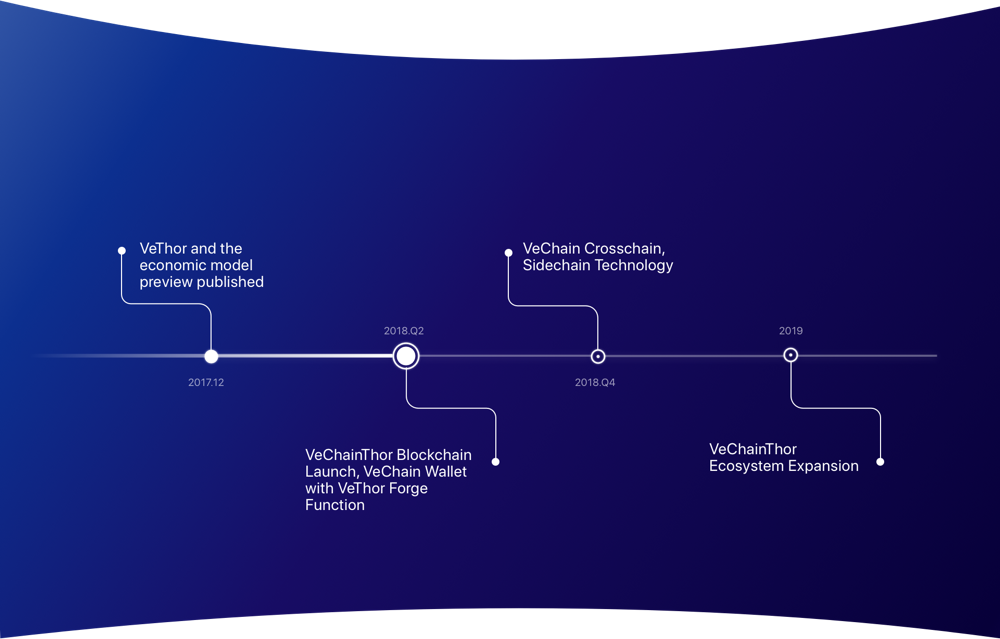 VeThor and the
economic model
preview published
2017.12
2018.Q2
VeChainThor Blockchain
Launch, VeChain Wallet
with VeThor Forge
Function
VeChain Crosschain,
Sidechain Technology
2018.Q4
2019
VeChainThor
Ecosystem Expansion